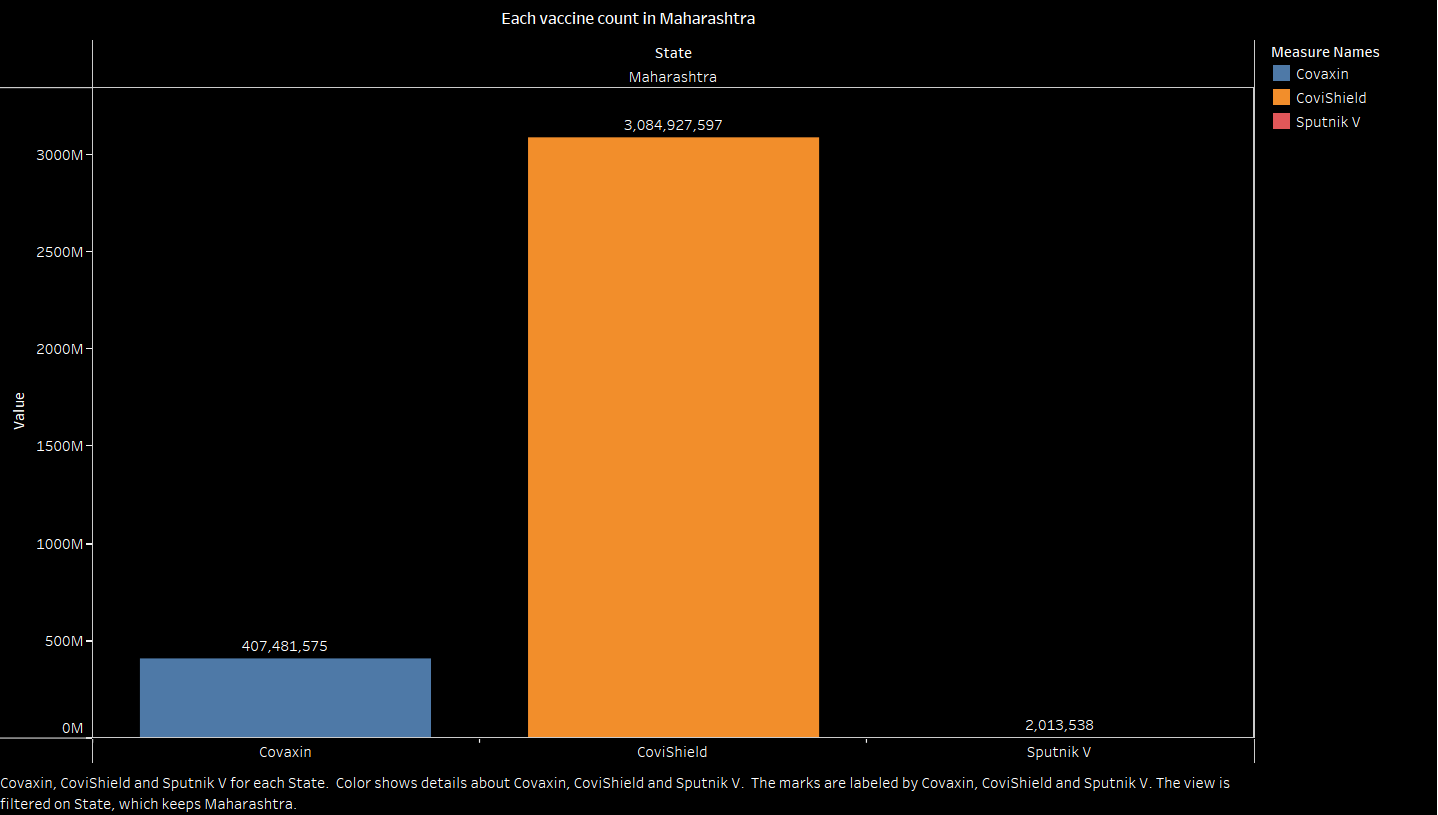 Each vaccine count in Maharashtra
State
Maharashtra
Measure Names
Covaxin
CoviShield
Sputnik V
Value
3000M
2500M
2000M
1500M
1000M
500M
0M
407,481,575
3,084,927,597
2,013,538
Covaxin
CoviShield
Sputnik V
Covaxin, CoviShield and Sputnik V for each State.  Color shows details about Covaxin, CoviShield and Sputnik V.  The marks are labeled by Covaxin, CoviShield and Sputnik V. The view is
filtered on State, which keeps Maharashtra.